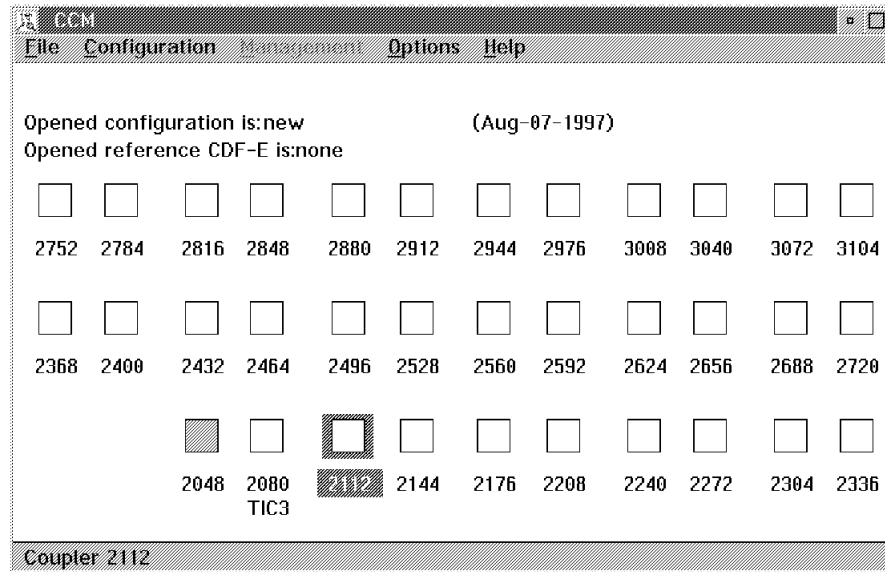 CCM
File Configuration Management Options Help
Opened configuration is:new (Aug-07-1997)
Opened reference CDF-E is:none
2752 2784 2816 2848 2880 2912 2944 2976 3008 3040 3072 3104
2368 2400 2432 2464 2496 2528 2560 2592 2624 2656 2688 2720
2048 2080 2112 2144 2176 2208 2240 2272 2304 2336
TIC3
Coupler 2112